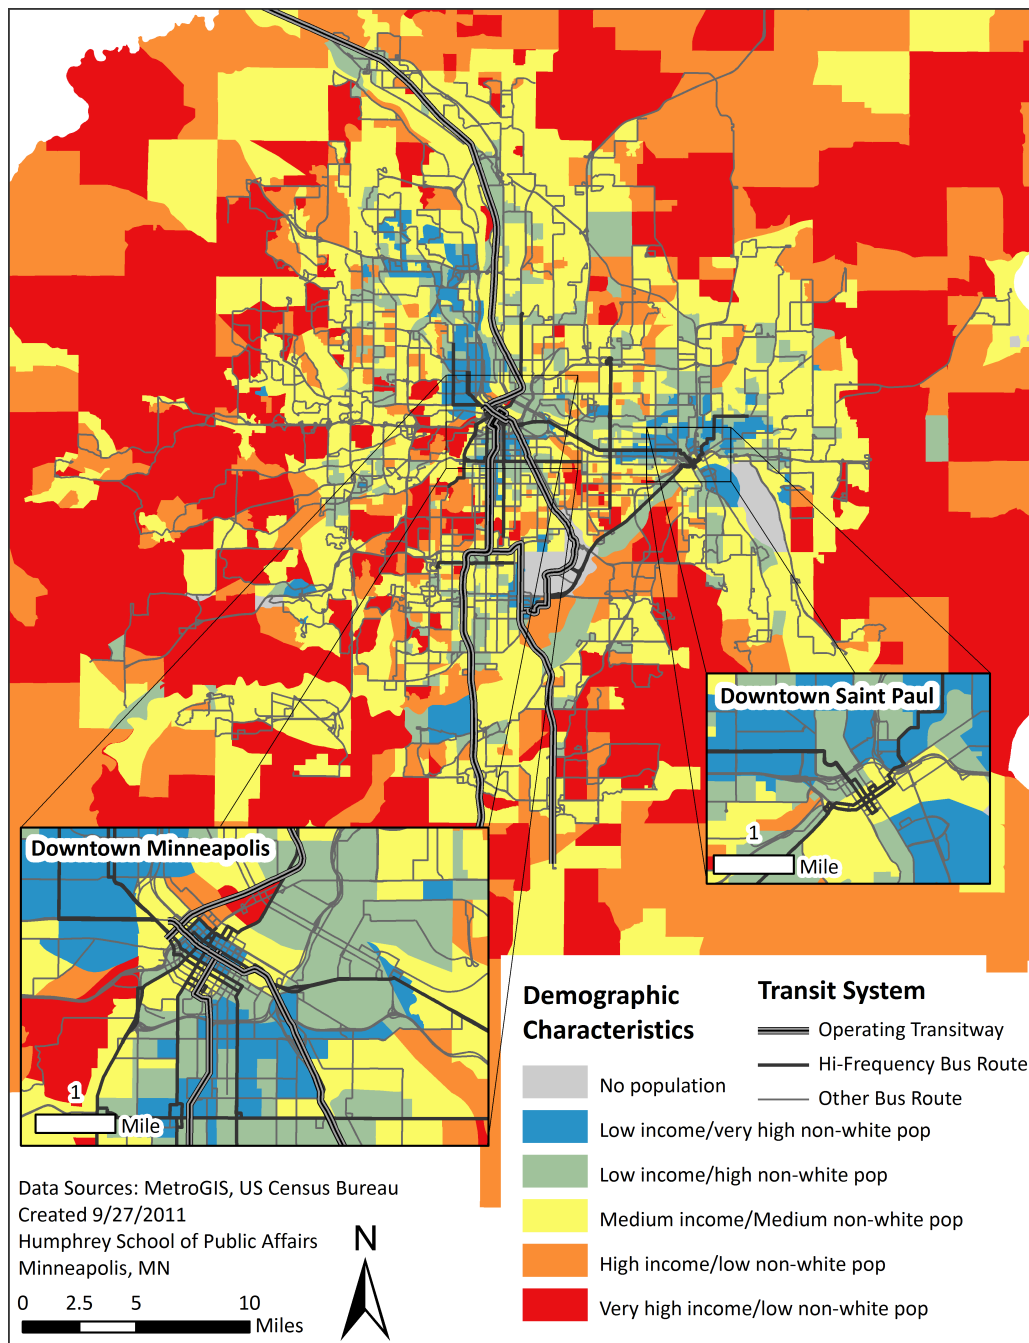 Downtown Saint Paul
1
Mile
Downtown Minneapolis
1
Mile
Demographic
Characteristics
No population
Low income/very high non-white pop
Low income/high non-white pop
Medium income/Medium non-white pop
High income/low non-white pop
Very high income/low non-white pop
Transit System
Operating Transitway
Hi-Frequency Bus Route
Other Bus Route
Data Sources: MetroGIS, US Census Bureau
Created 9/27/2011
Humphrey School of Public Affairs
Minneapolis, MN
N
0 2.5 5 10
Miles